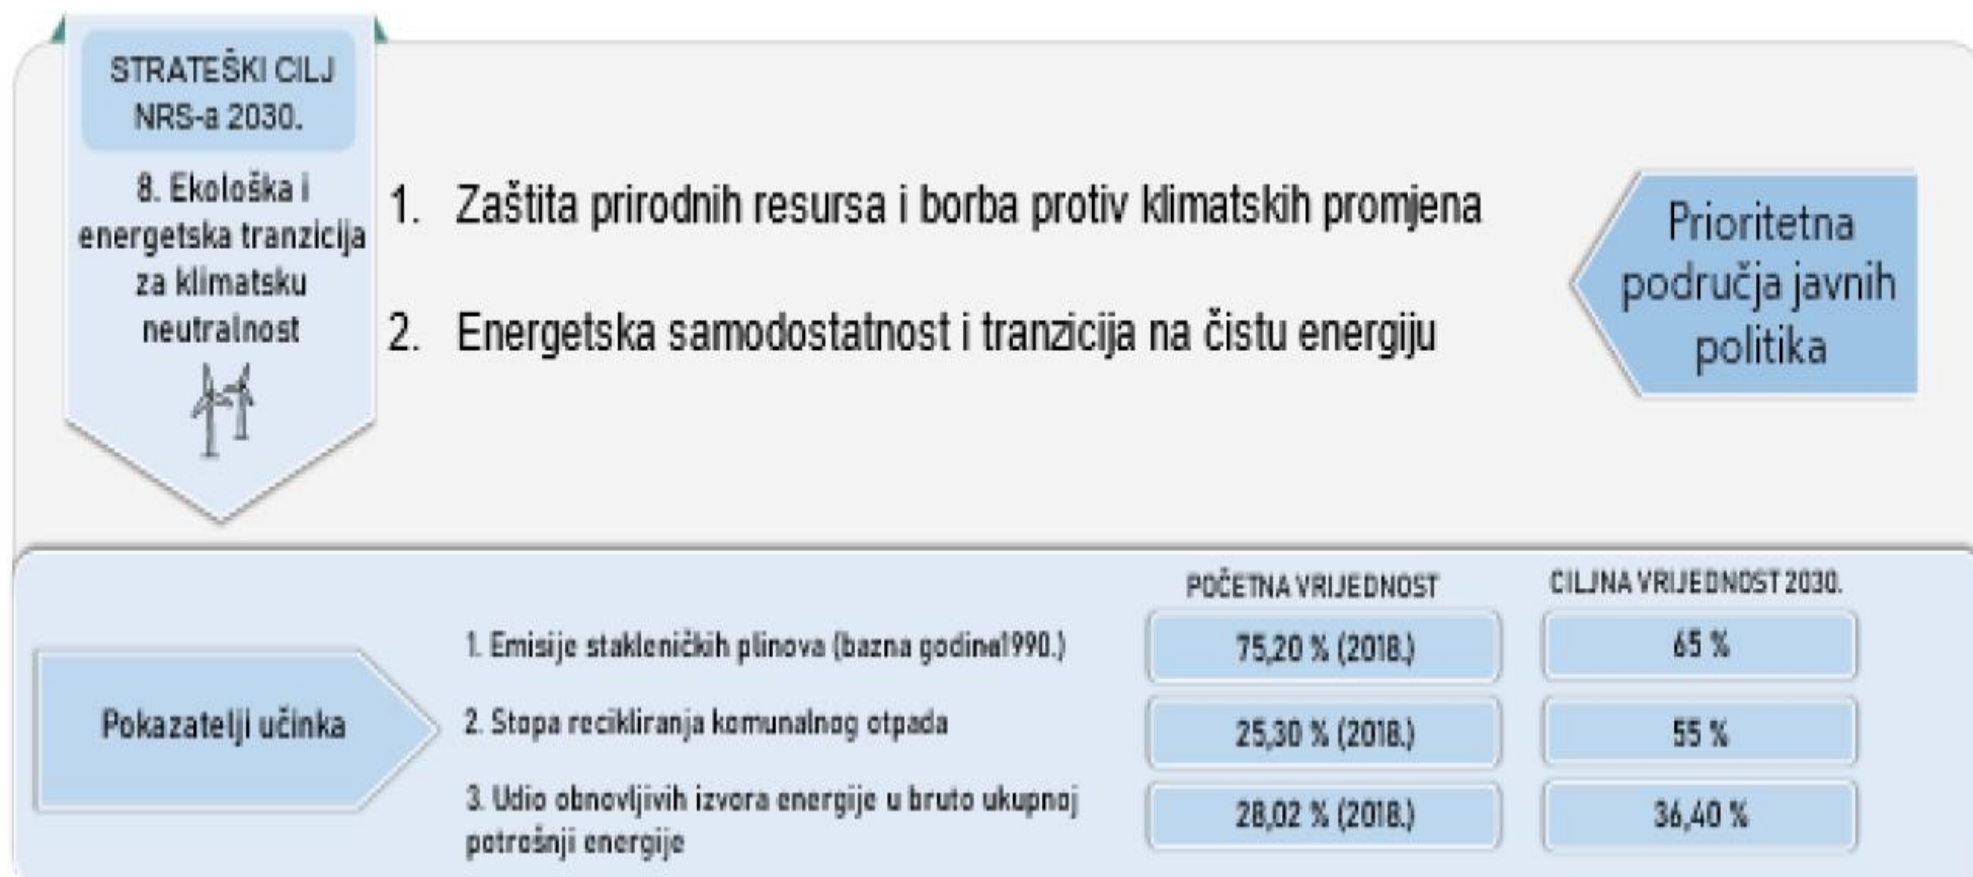 STRATEŠKI CILJ
NRS-a 2030.
8. Ekološka i
energetska tranzicija
za klimatsku
neutralnost
1. Zaštita prirodnih resursa i borba protiv klimatskih promjena
2. Energetska samodostatnost i tranzicija na čistu energiju
Prioritetna
područja javnih
politika
POČETNA VRIJEDNOST
CILJNA VRIJEDNOST 2030.
Pokazatelji učinka
1. Emisije stakleničkih plinova (bazna godina1990.)
75,20 % (2018.)
65 %
2. Stopa recikliranja komunalnog otpada
25,30 % (2018.)
55 %
3. Udio obnovljivih izvora energije u bruto ukupnoj
potrošnji energije
28,02 % (2018.)
36,40 %